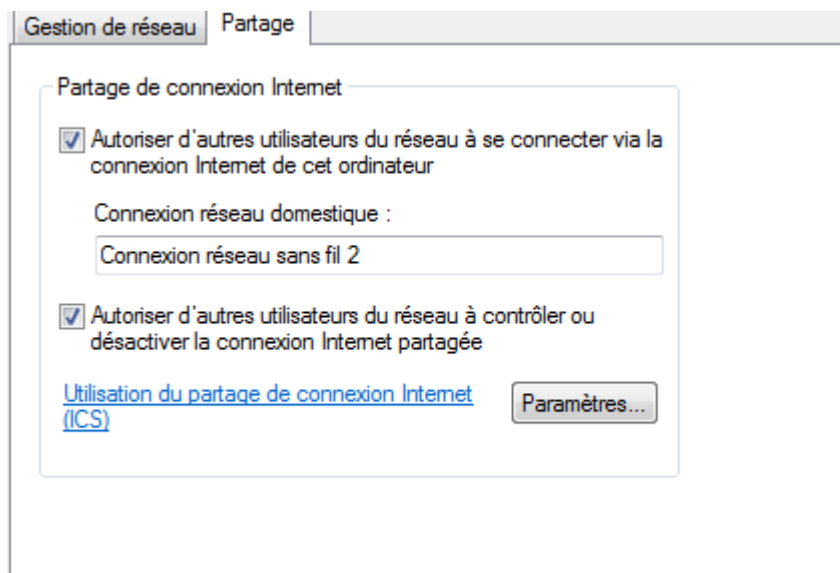 Gestion de réseau Partage
Partage de connexion Internet
Autoriser d'autres utilisateurs du réseau à se connecter via la
connexion Internet de cet ordinateur
Connexion réseau domestique :
Connexion réseau sans fil 2
Autoriser d'autres utilisateurs du réseau à contrôler ou
désactiver la connexion Internet partagée
Utilisation du partage de connexion Internet
(ICS)
Paramètres...